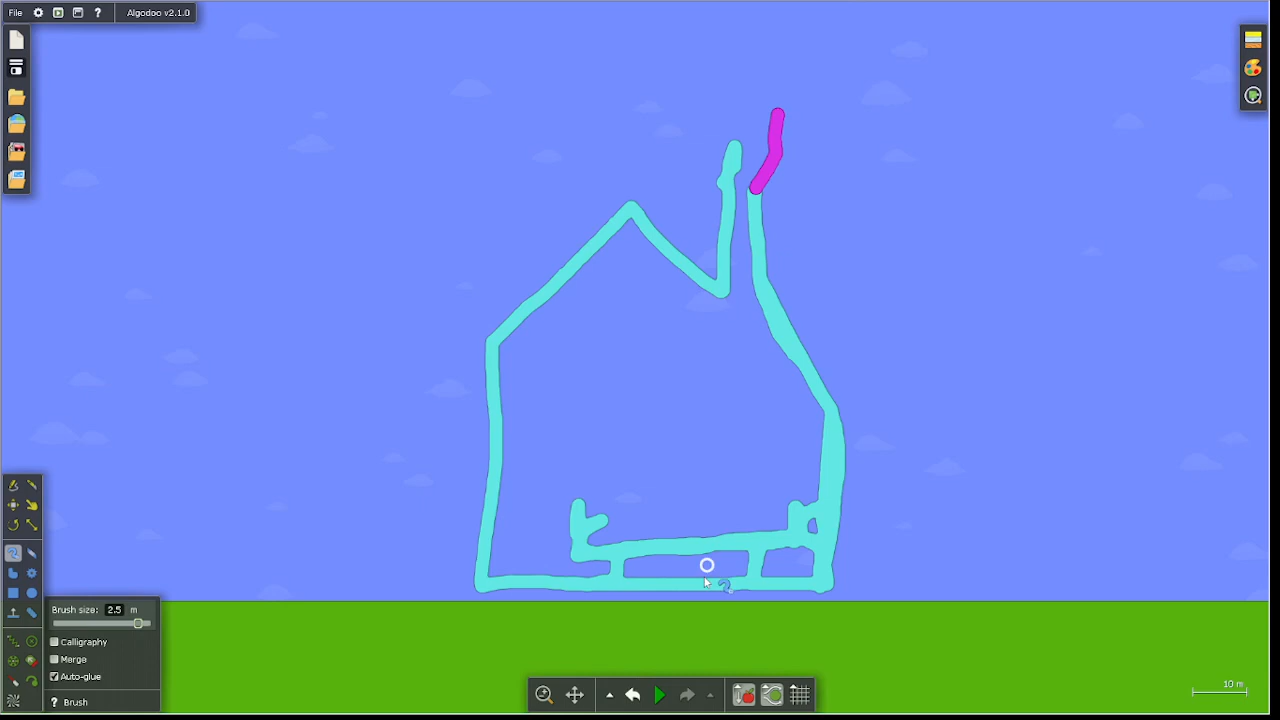 File ? Algodoo v2.1.0
Brush size: 2.5 m
Calligraphy
Merge
Auto-glue
? Brush
10 m